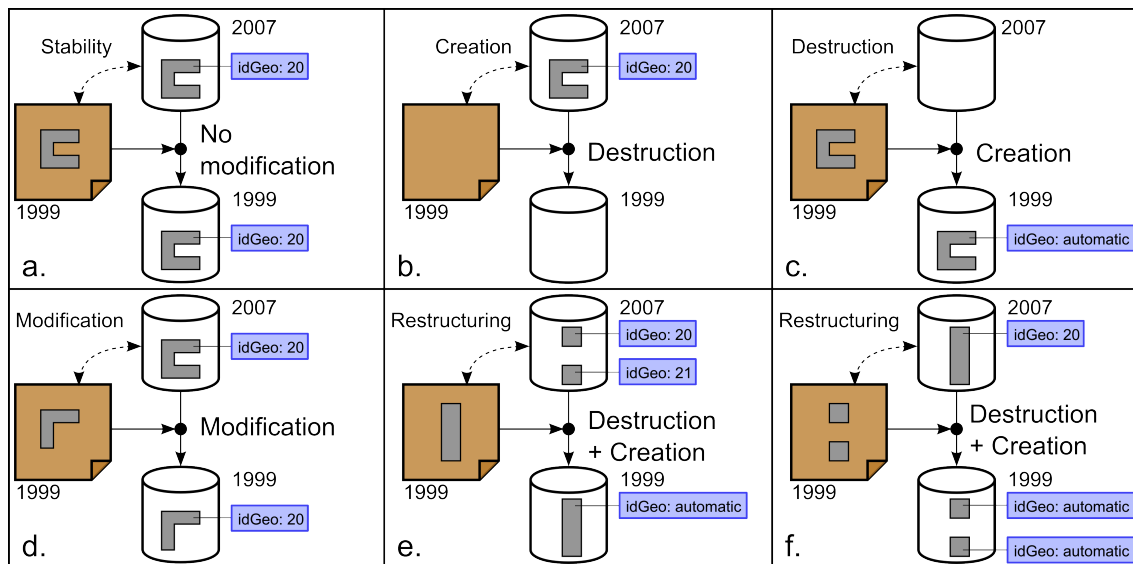 2007
Stability
idGeo: 20
No
modification
1999
1999
idGeo: 20
a.
2007
Creation
idGeo: 20
Destruction
1999
1999
b.
2007
Destruction
Creation
1999
1999
idGeo: automatic
c.
2007
Modification
idGeo: 20
Modification
1999
1999
idGeo: 20
d.
2007
Restructuring
idGeo: 20
idGeo: 21
Destruction
+ Creation
1999
1999
idGeo: automatic
e.
2007
Restructuring
idGeo: 20
Destruction
+ Creation
1999
1999
idGeo: automatic
idGeo: automatic
f.